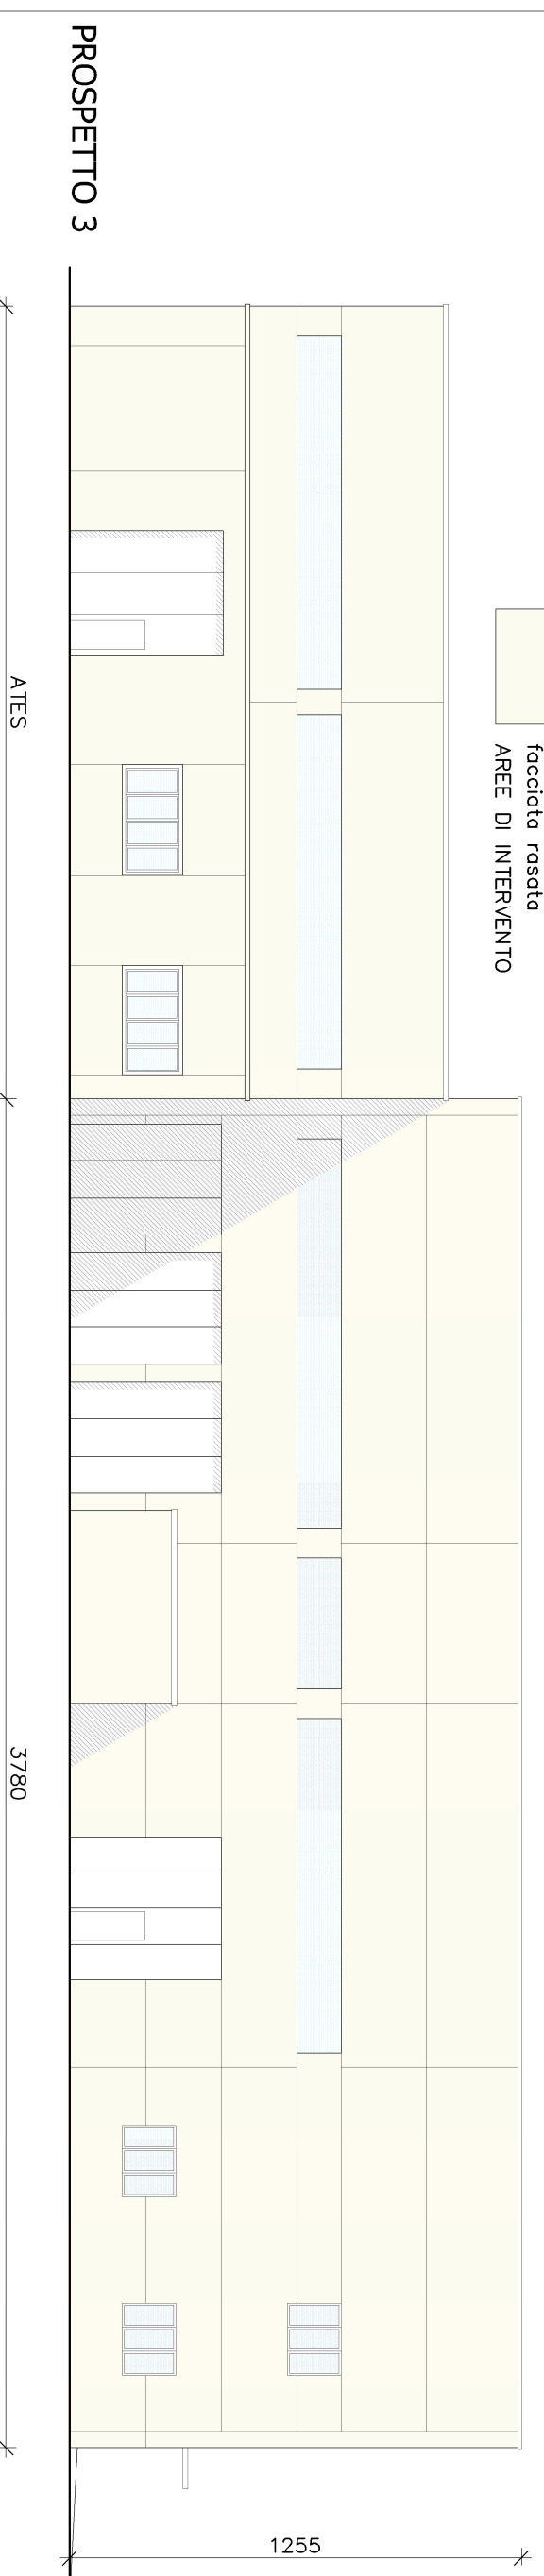 PROSPETTO 3
facciata rasata
AREE DI INTERVENTO
ATES
3780
1255